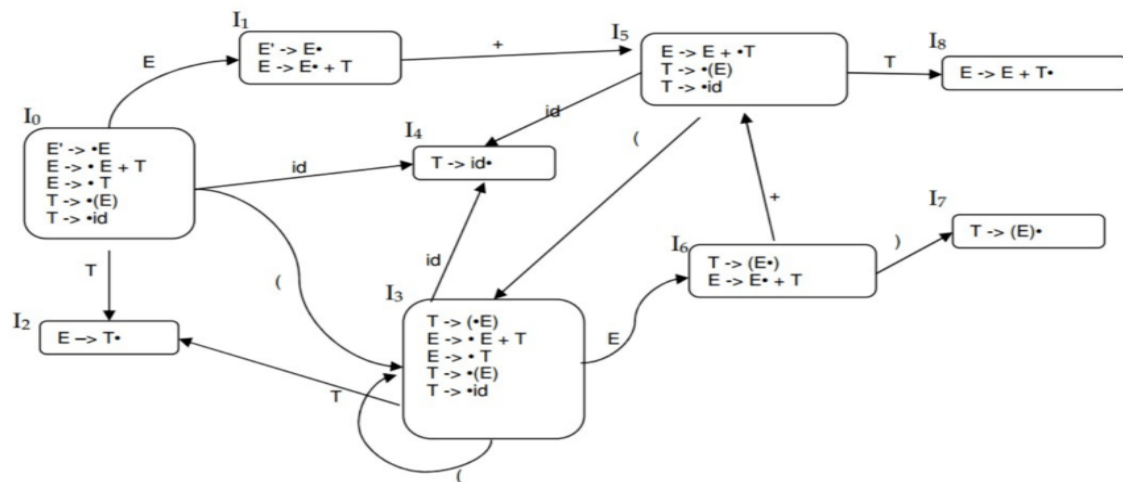 I₁
E' -> E•
E -> E• + T
E
+
I₅
E -> E + •T
T -> •(E)
T -> •id
T
I₈
E -> E + T•
I₀
E' -> •E
E -> • E + T
E -> • T
T -> •(E)
T -> •id
id
I₄
T -> id•
id
(
T
(
id
+
I₇
T -> (E)•
I₆
T -> (E•)
E -> E• + T
)
I₂
E –> T•
I₃
T -> (•E)
E -> • E + T
E -> • T
T -> •(E)
T -> •id
E
T
(